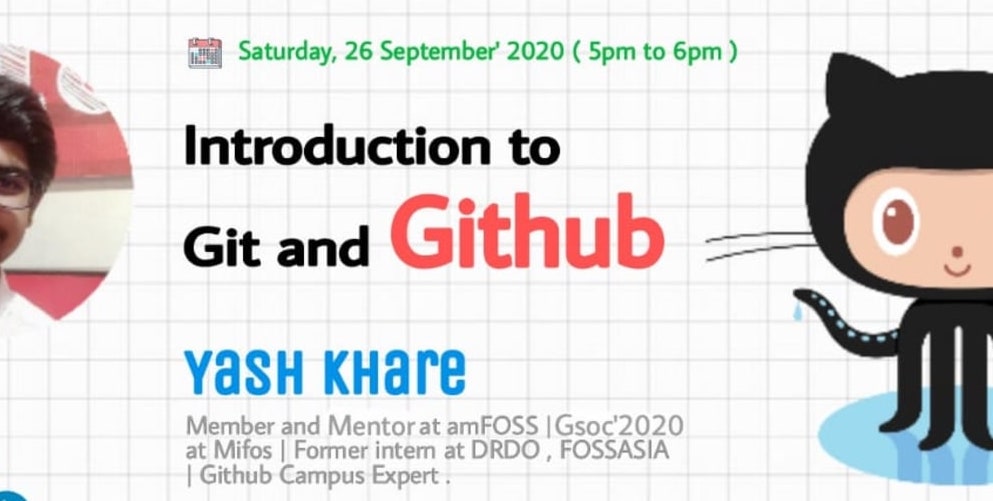 Saturday, 26 September' 2020 ( 5pm to 6pm )
Introduction to
Git and Github
Yash Khare
Member and Mentor at amFOSS | Gsoc'2020
at Mifos | Former intern at DRDO , FOSSASIA
| Github Campus Expert .